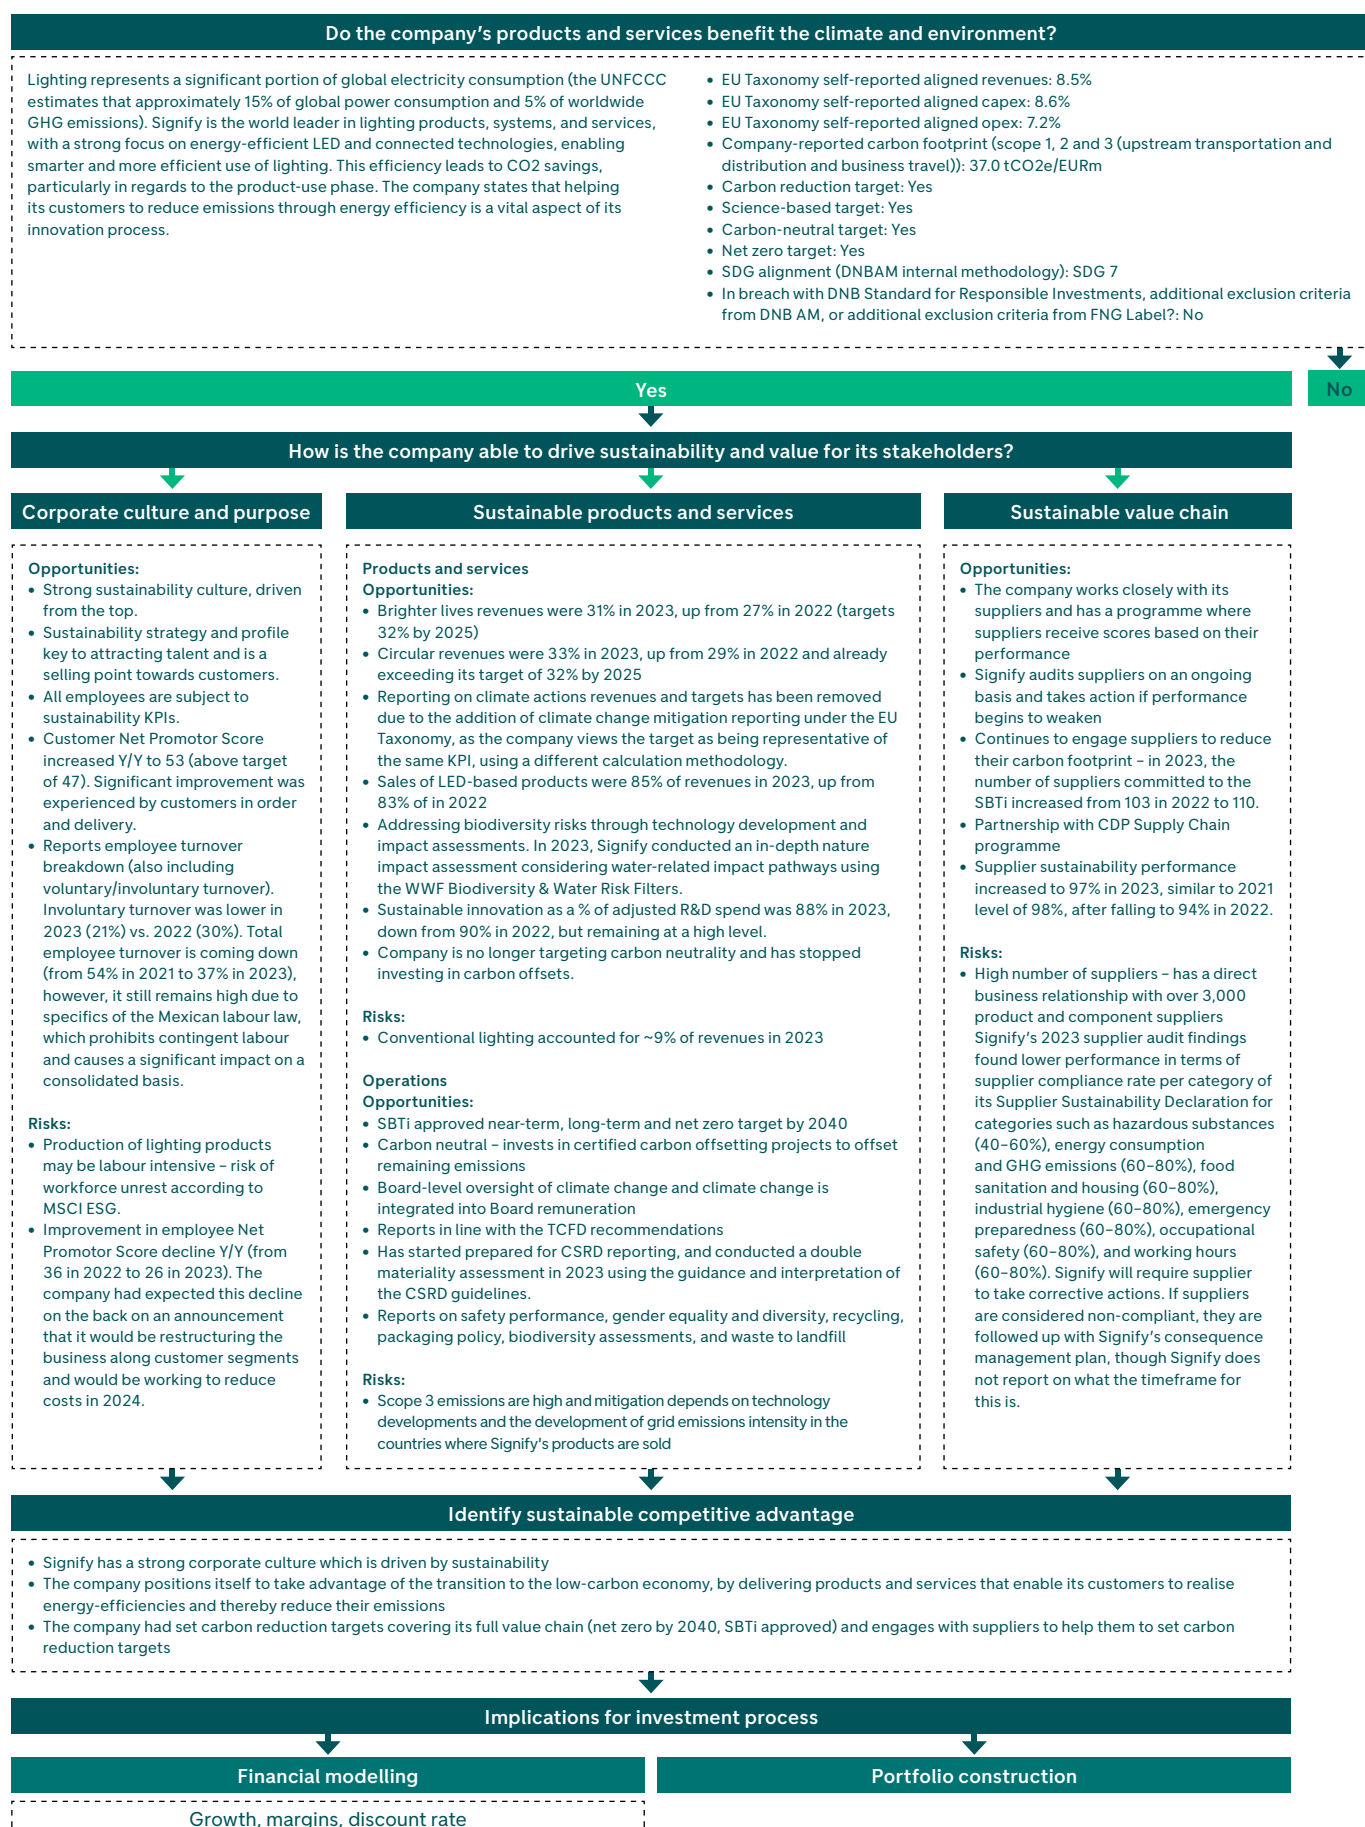 Do the company's products and services benefit the climate and environment?
Lighting represents a significant portion of global electricity consumption (the UNFCCC
estimates that approximately 15% of global power consumption and 5% of worldwide
GHG emissions). Signify is the world leader in lighting products, systems, and services,
with a strong focus on energy-efficient LED and connected technologies, enabling
smarter and more efficient use of lighting. This efficiency leads to CO2 savings,
particularly in regards to the product-use phase. The company states that helping
its customers to reduce emissions through energy efficiency is a vital aspect of its
innovation process.
• EU Taxonomy self-reported aligned revenues: 8.5%
• EU Taxonomy self-reported aligned capex: 8.6%
• EU Taxonomy self-reported aligned opex: 7.2%
• Company-reported carbon footprint (scope 1, 2 and 3 (upstream transportation and
distribution and business travel)): 37.0 tCO2e/EURm
• Carbon reduction target: Yes
• Science-based target: Yes
• Carbon-neutral target: Yes
• Net zero target: Yes
• SDG alignment (DNBAM internal methodology): SDG 7
• In breach with DNB Standard for Responsible Investments, additional exclusion criteria
from DNB AM, or additional exclusion criteria from FNG Label?: No
Yes
No
How is the company able to drive sustainability and value for its stakeholders?
Corporate culture and purpose
Opportunities:
• Strong sustainability culture, driven
from the top.
• Sustainability strategy and profile
key to attracting talent and is a
selling point towards customers.
• All employees are subject to
sustainability KPIs.
• Customer Net Promotor Score
increased Y/Y to 53 (above target
of 47). Significant improvement was
experienced by customers in order
and delivery.
• Reports employee turnover
breakdown (also including
voluntary/involuntary turnover).
Involuntary turnover was lower in
2023 (21%) vs. 2022 (30%). Total
employee turnover is coming down
(from 54% in 2021 to 37% in 2023),
however, it still remains high due to
specifics of the Mexican labour law,
which prohibits contingent labour
and causes a significant impact on a
consolidated basis.
Risks:
• Production of lighting products
may be labour intensive – risk of
workforce unrest according to
MSCI ESG.
• Improvement in employee Net
Promotor Score decline Y/Y (from
36 in 2022 to 26 in 2023). The
company had expected this decline
on the back on an announcement
that it would be restructuring the
business along customer segments
and would be working to reduce
costs in 2024.
Sustainable products and services
Products and services
Opportunities:
• Brighter lives revenues were 31% in 2023, up from 27% in 2022 (targets
32% by 2025)
• Circular revenues were 33% in 2023, up from 29% in 2022 and already
exceeding its target of 32% by 2025
• Reporting on climate actions revenues and targets has been removed
due to the addition of climate change mitigation reporting under the EU
Taxonomy, as the company views the target as being representative of
the same KPI, using a different calculation methodology.
• Sales of LED-based products were 85% of revenues in 2023, up from
83% of in 2022
• Addressing biodiversity risks through technology development and
impact assessments. In 2023, Signify conducted an in-depth nature
impact assessment considering water-related impact pathways using
the WWF Biodiversity & Water Risk Filters.
• Sustainable innovation as a % of adjusted R&D spend was 88% in 2023,
down from 90% in 2022, but remaining at a high level.
• Company is no longer targeting carbon neutrality and has stopped
investing in carbon offsets.
Risks:
• Conventional lighting accounted for ~9% of revenues in 2023
Operations
Opportunities:
• SBTi approved near-term, long-term and net zero target by 2040
• Carbon neutral – invests in certified carbon offsetting projects to offset
remaining emissions
• Board-level oversight of climate change and climate change is
integrated into Board remuneration
• Reports in line with the TCFD recommendations
• Has started prepared for CSRD reporting, and conducted a double
materiality assessment in 2023 using the guidance and interpretation of
the CSRD guidelines.
• Reports on safety performance, gender equality and diversity, recycling,
packaging policy, biodiversity assessments, and waste to landfill
Risks:
• Scope 3 emissions are high and mitigation depends on technology
developments and the development of grid emissions intensity in the
countries where Signify's products are sold
Sustainable value chain
Opportunities:
• The company works closely with its
suppliers and has a programme where
suppliers receive scores based on their
performance
• Signify audits suppliers on an ongoing
basis and takes action if performance
begins to weaken
• Continues to engage suppliers to reduce
their carbon footprint – in 2023, the
number of suppliers committed to the
SBTi increased from 103 in 2022 to 110.
• Partnership with CDP Supply Chain
programme
• Supplier sustainability performance
increased to 97% in 2023, similar to 2021
level of 98%, after falling to 94% in 2022.
Risks:
• High number of suppliers – has a direct
business relationship with over 3,000
product and component suppliers
Signify's 2023 supplier audit findings
found lower performance in terms of
supplier compliance rate per category of
its Supplier Sustainability Declaration for
categories such as hazardous substances
(40–60%), energy consumption
and GHG emissions (60–80%), food
sanitation and housing (60–80%),
industrial hygiene (60–80%), emergency
preparedness (60–80%), occupational
safety (60–80%), and working hours
(60–80%). Signify will require supplier
to take corrective actions. If suppliers
are considered non-compliant, they are
followed up with Signify's consequence
management plan, though Signify does
not report on what the timeframe for
this is.
Identify sustainable competitive advantage
• Signify has a strong corporate culture which is driven by sustainability
• The company positions itself to take advantage of the transition to the low-carbon economy, by delivering products and services that enable its customers to realise
energy-efficiencies and thereby reduce their emissions
• The company had set carbon reduction targets covering its full value chain (net zero by 2040, SBTi approved) and engages with suppliers to help them to set carbon
reduction targets
Implications for investment process
Financial modelling
Portfolio construction
Growth, margins, discount rate